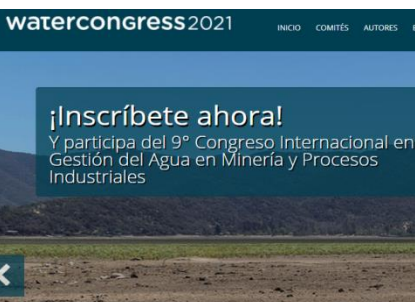 watercongress2021
INICIO COMITÉS AUTORES
¡Inscríbete ahora!
Y participa del 9° Congreso Internacional en
Gestión del Agua en Minería y Procesos
Industriales